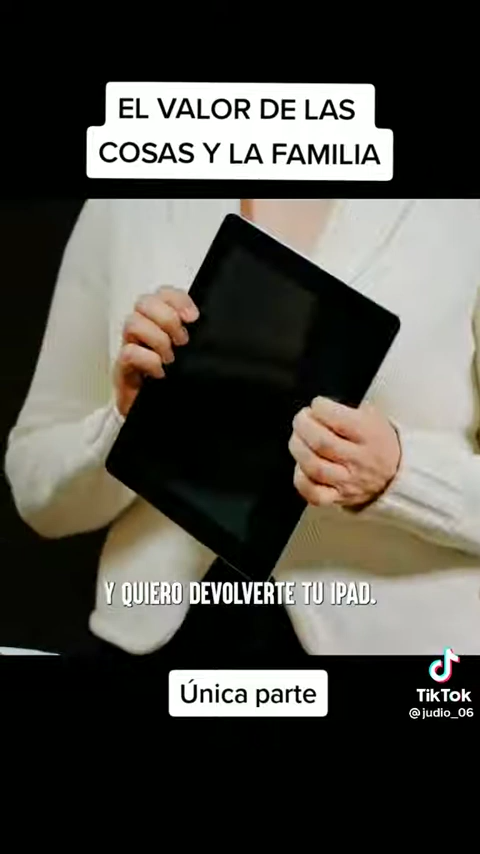 EL VALOR DE LAS
COSAS Y LA FAMILIA
Y QUIERO DEVOLVERTE TU IPAD.
Única parte
TikTok
@judio_06